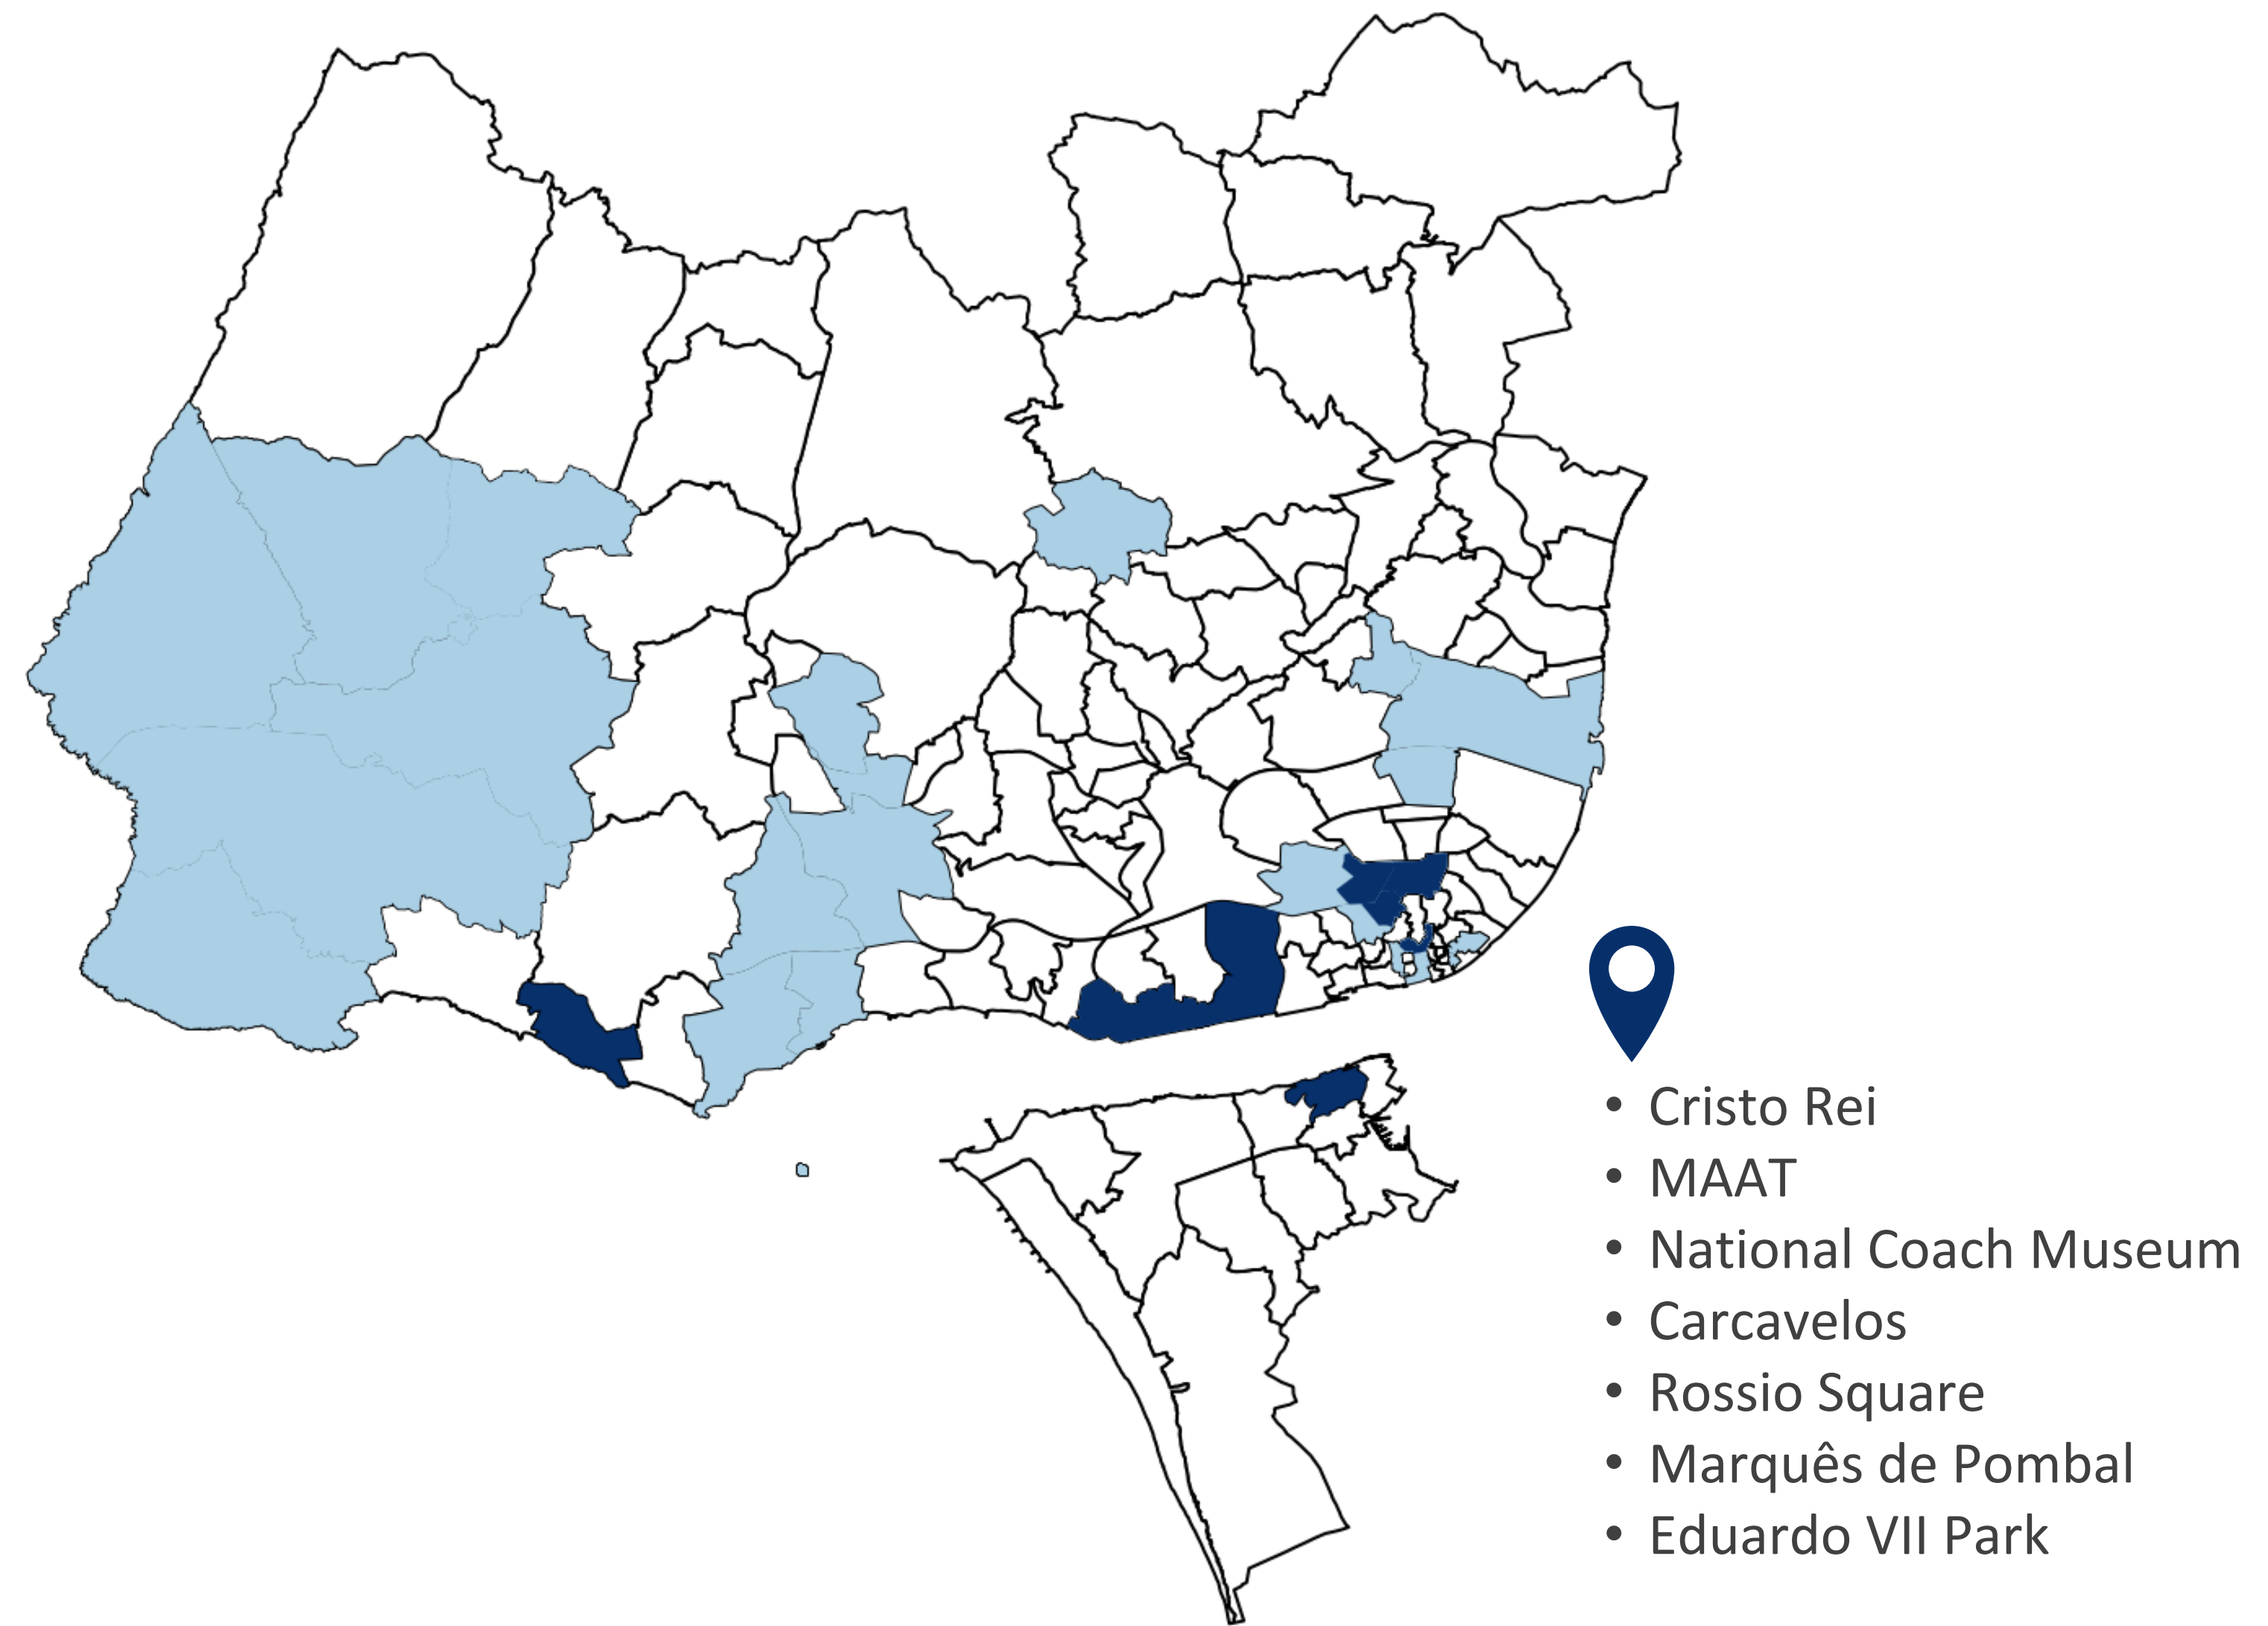 • Cristo Rei
• MAAT
• National Coach Museum
• Carcavelos
• Rossio Square
• Marquês de Pombal
• Eduardo VII Park